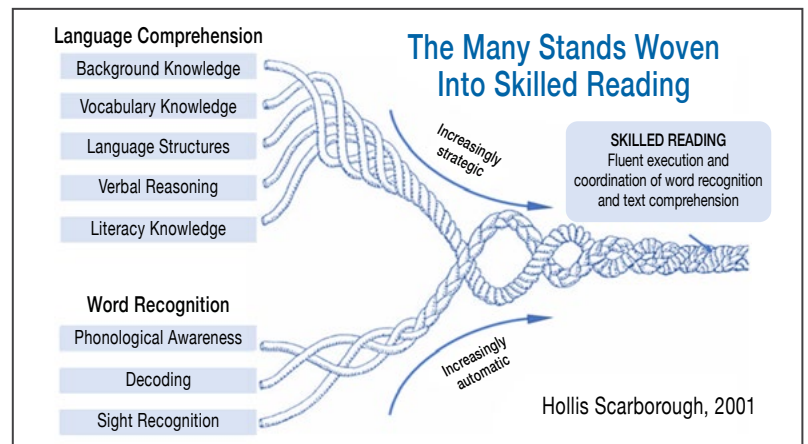 The Many Stands Woven
Into Skilled Reading
Language Comprehension
Background Knowledge
Vocabulary Knowledge
Language Structures
Verbal Reasoning
Literacy Knowledge
Increasingly
strategic
SKILLED READING
Fluent execution and
coordination of word recognition
and text comprehension
Word Recognition
Phonological Awareness
Decoding
Sight Recognition
Increasingly
automatic
Hollis Scarborough, 2001